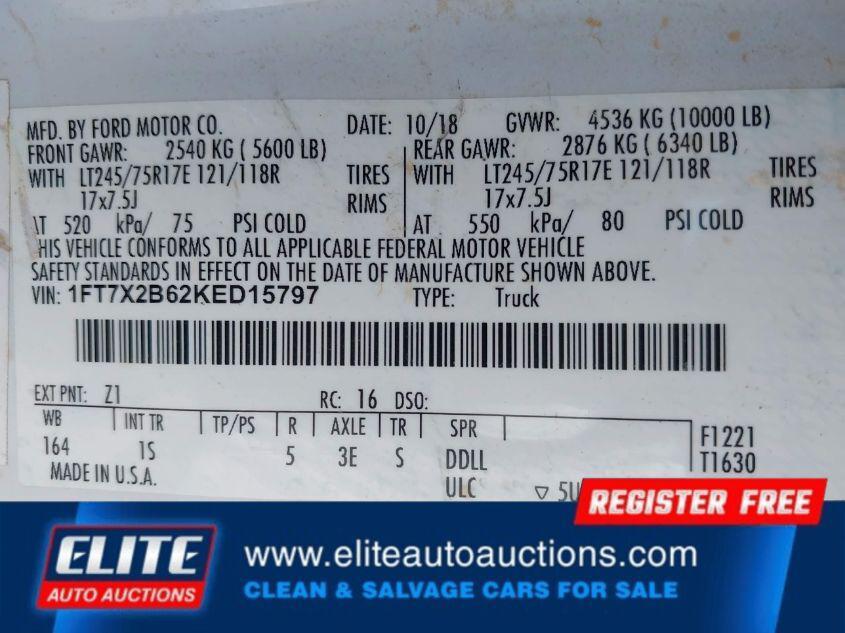 MFD. BY FORD MOTOR CO. DATE: 10/18 GVWR: 4536 KG (10000 LB)
FRONT GAWR: 2540 KG ( 5600 LB) REAR GAWR: 2876 KG ( 6340 LB)
WITH LT245/75R17E 121/118R TIRES WITH LT245/75R17E 121/118R TIRES
17x7.5J RIMS 17x7.5J RIMS
AT 520 kPa/ 75 PSI COLD AT 550 kPa/ 80 PSI COLD
THIS VEHICLE CONFORMS TO ALL APPLICABLE FEDERAL MOTOR VEHICLE
SAFETY STANDARDS IN EFFECT ON THE DATE OF MANUFACTURE SHOWN ABOVE.
VIN: 1FT7X2B62KED15797 TYPE: Truck
EXT PNT: Z1 RC: 16 DSO:
WB INT TR TP/PS R AXLE TR SPR F1221
164 1S 5 3E S DDLL T1630
MADE IN U.S.A. ULC ▽ 5U
REGISTER FREE
ELITE
AUTO AUCTIONS
www.eliteautoauctions.com
CLEAN & SALVAGE CARS FOR SALE